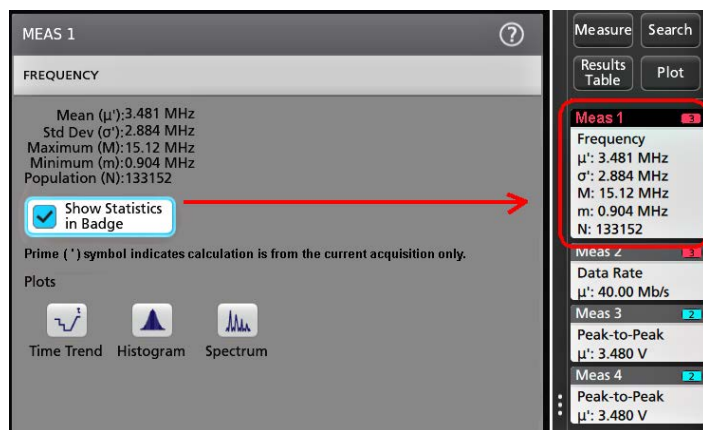 MEAS 1
?
FREQUENCY
Mean (μ'):3.481 MHz
Std Dev (σ'):2.884 MHz
Maximum (M):15.12 MHz
Minimum (m):0.904 MHz
Population (N):133152
Show Statistics
in Badge
Prime ( ' ) symbol indicates calculation is from the current acquisition only.
Plots
Time Trend Histogram Spectrum
Measure Search
Results
Table
Plot
Meas 1 3
Frequency
μ': 3.481 MHz
σ': 2.884 MHz
M: 15.12 MHz
m: 0.904 MHz
N: 133152
Meas 2 3
Data Rate
μ': 40.00 Mb/s
Meas 3 2
Peak-to-Peak
μ': 3.480 V
Meas 4 2
Peak-to-Peak
μ': 3.480 V